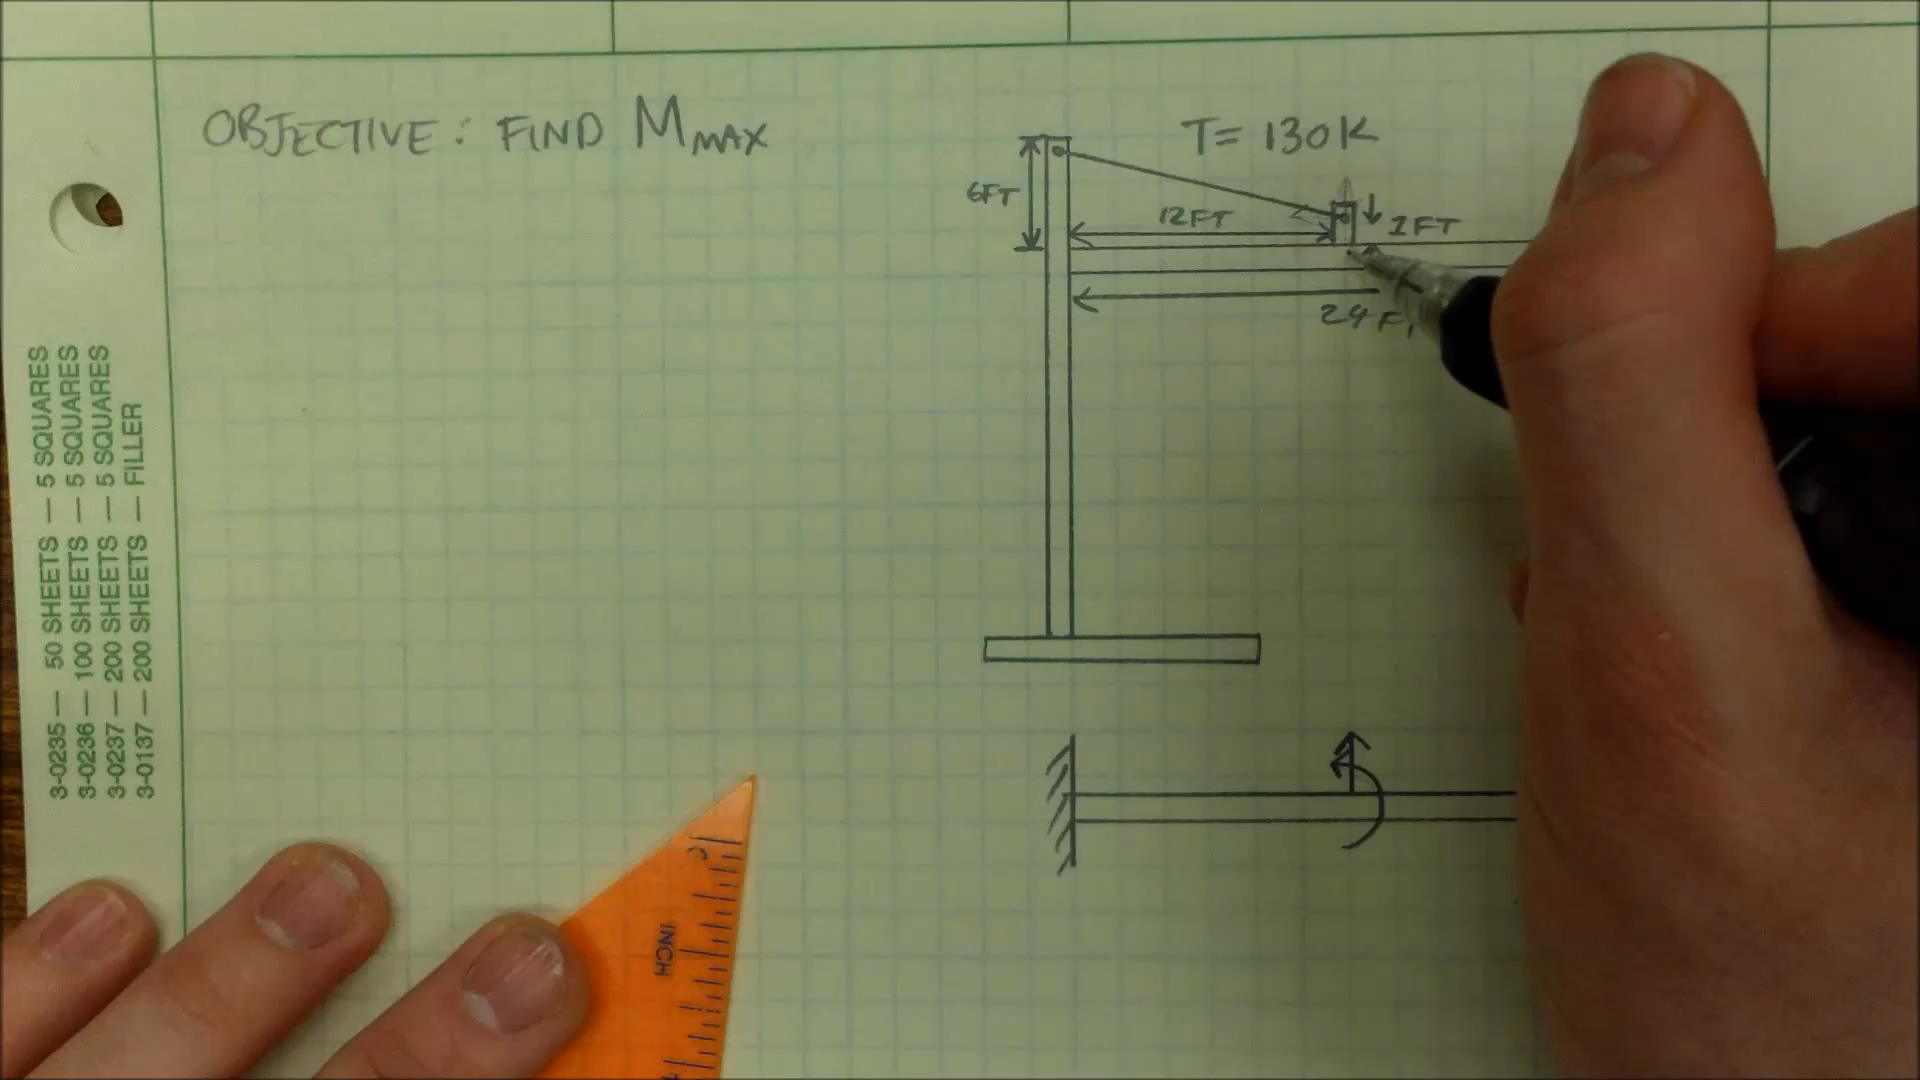 OBJECTIVE: FIND MMAX
T= 130K
6FT
12FT
1FT
3-0235 — 50 SHEETS — 5 SQUARES
3-0236 — 100 SHEETS — 5 SQUARES
3-0237 — 200 SHEETS — 5 SQUARES
3-0137 — 200 SHEETS — FILLER
INCH